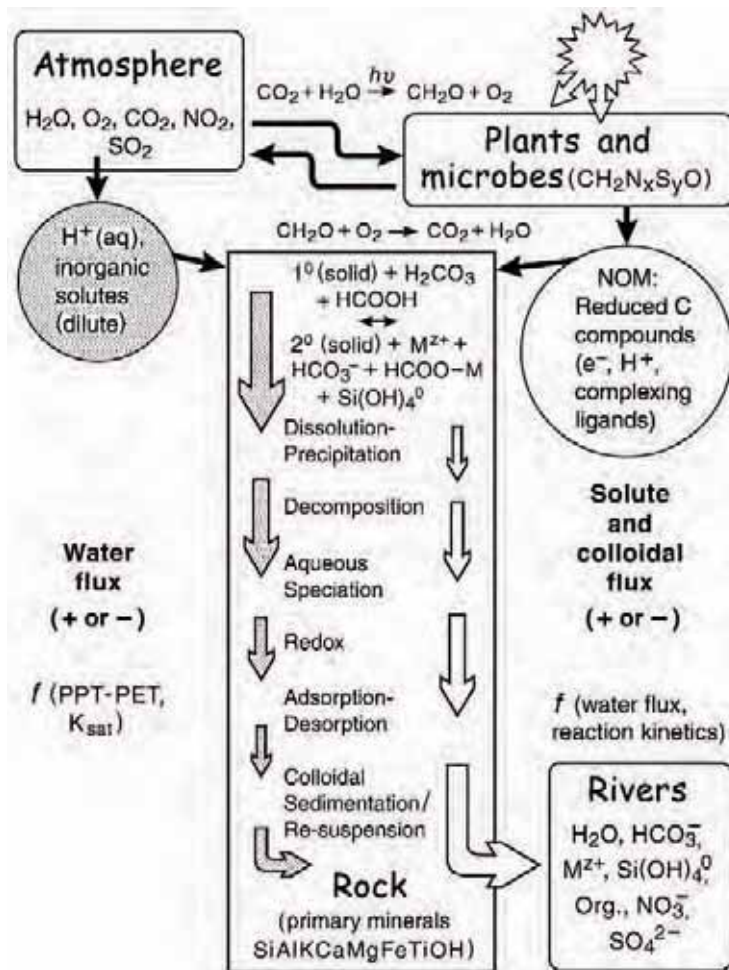 Atmosphere
H₂O, O₂, CO₂, NO₂,
SO₂
CO₂ + H₂O hν→ CH₂O + O₂
Plants and
microbes (CH₂NₓSᵧO)
H⁺ (aq),
inorganic
solutes
(dilute)
CH₂O + O₂ → CO₂ + H₂O
1⁰ (solid) + H₂CO₃
+ HCOOH
↔
2⁰ (solid) + Mᶻ⁺ +
HCO₃⁻ + HCOO–M
+ Si(OH)₄⁰
NOM:
Reduced C
compounds
(e⁻, H⁺,
complexing
ligands)
Dissolution-
Precipitation
Decomposition
Aqueous
Speciation
Redox
Adsorption-
Desorption
Colloidal
Sedimentation/
Re-suspension
Water
flux
(+ or –)
f (PPT-PET,
Kₛₐₜ)
Solute
and
colloidal
flux
(+ or –)
f (water flux,
reaction kinetics)
Rock
(primary minerals
SiAlKCaMgFeTiOH)
Rivers
H₂O, HCO₃⁻,
Mᶻ⁺, Si(OH)₄⁰,
Org., NO₃⁻,
SO₄²⁻